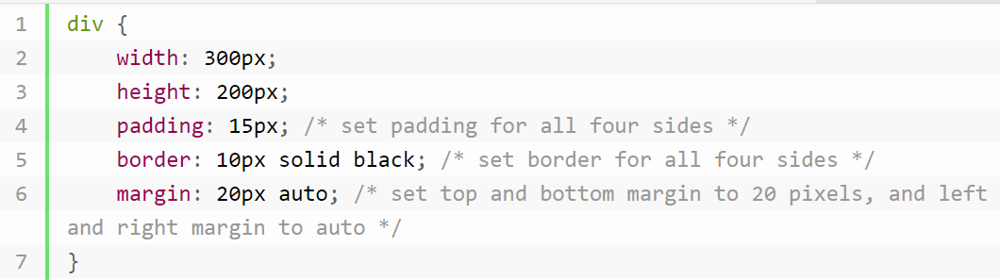 1 div {
2 width: 300px;
3 height: 200px;
4 padding: 15px; /* set padding for all four sides */
5 border: 10px solid black; /* set border for all four sides */
6 margin: 20px auto; /* set top and bottom margin to 20 pixels, and left
and right margin to auto */
7 }